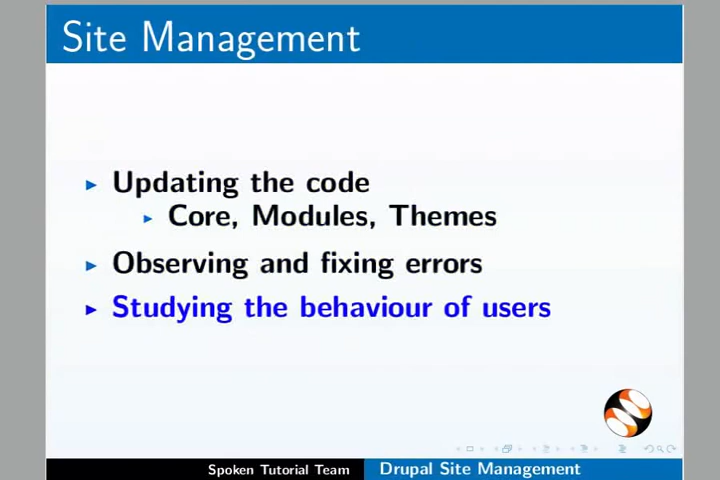 Site Management
Updating the code
Core, Modules, Themes
Observing and fixing errors
Studying the behaviour of users
Spoken Tutorial Team
Drupal Site Management